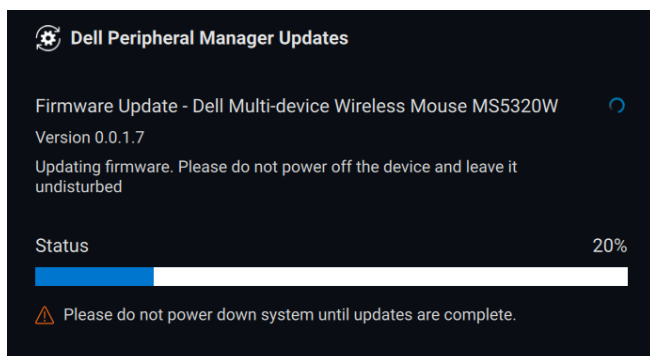 Dell Peripheral Manager Updates
Firmware Update - Dell Multi-device Wireless Mouse MS5320W
Version 0.0.1.7
Updating firmware. Please do not power off the device and leave it
undisturbed
Status 20%
Please do not power down system until updates are complete.